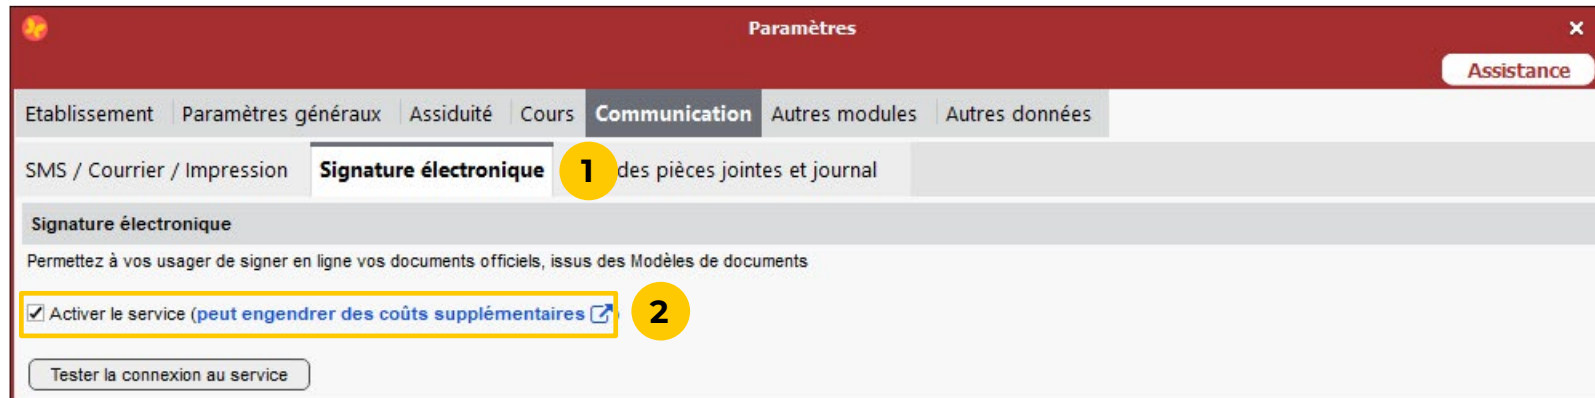 Paramètres
Assistance
Etablissement Paramètres généraux Assiduité Cours Communication Autres modules Autres données
SMS / Courrier / Impression Signature électronique 1 des pièces jointes et journal
Signature électronique
Permettez à vos usager de signer en ligne vos documents officiels, issus des Modèles de documents
Activer le service (peut engendrer des coûts supplémentaires ) 2
Tester la connexion au service